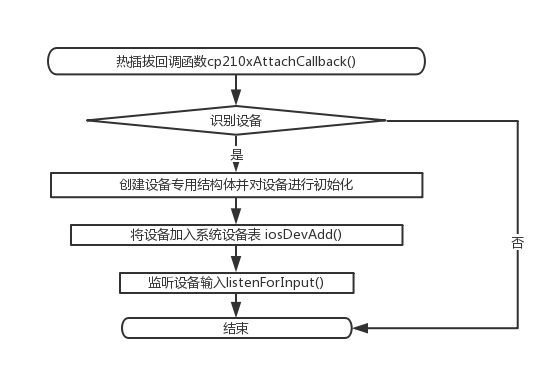 热插拔回调函数cp210xAttachCallback()
识别设备
是
创建设备专用结构体并对设备进行初始化
将设备加入系统设备表 iosDevAdd()
否
监听设备输入listenForInput()
结束